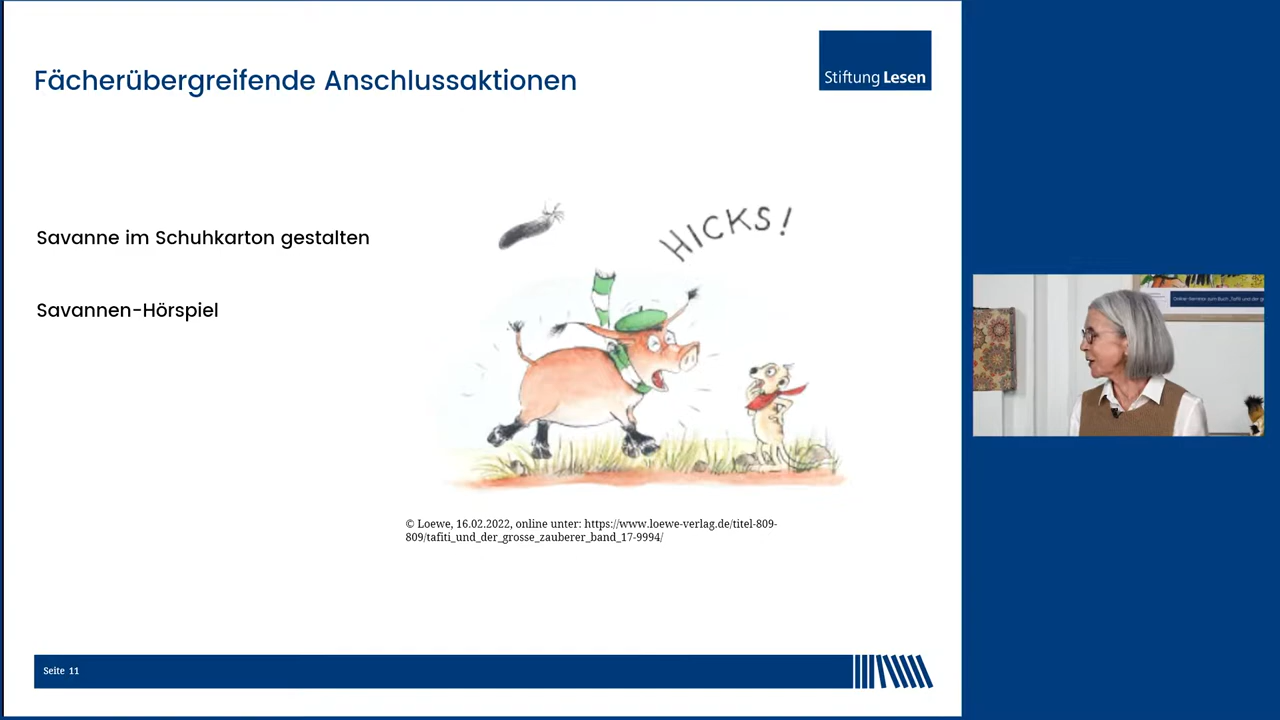 Fächerübergreifende Anschlussaktionen
Stiftung Lesen
Savanne im Schuhkarton gestalten
Savannen-Hörspiel
HICKS!
© Loewe, 16.02.2022, online unter: https://www.loewe-verlag.de/titel-809-
809/tafiti_und_der_grosse_zauberer_band_17-9994/
Seite 11